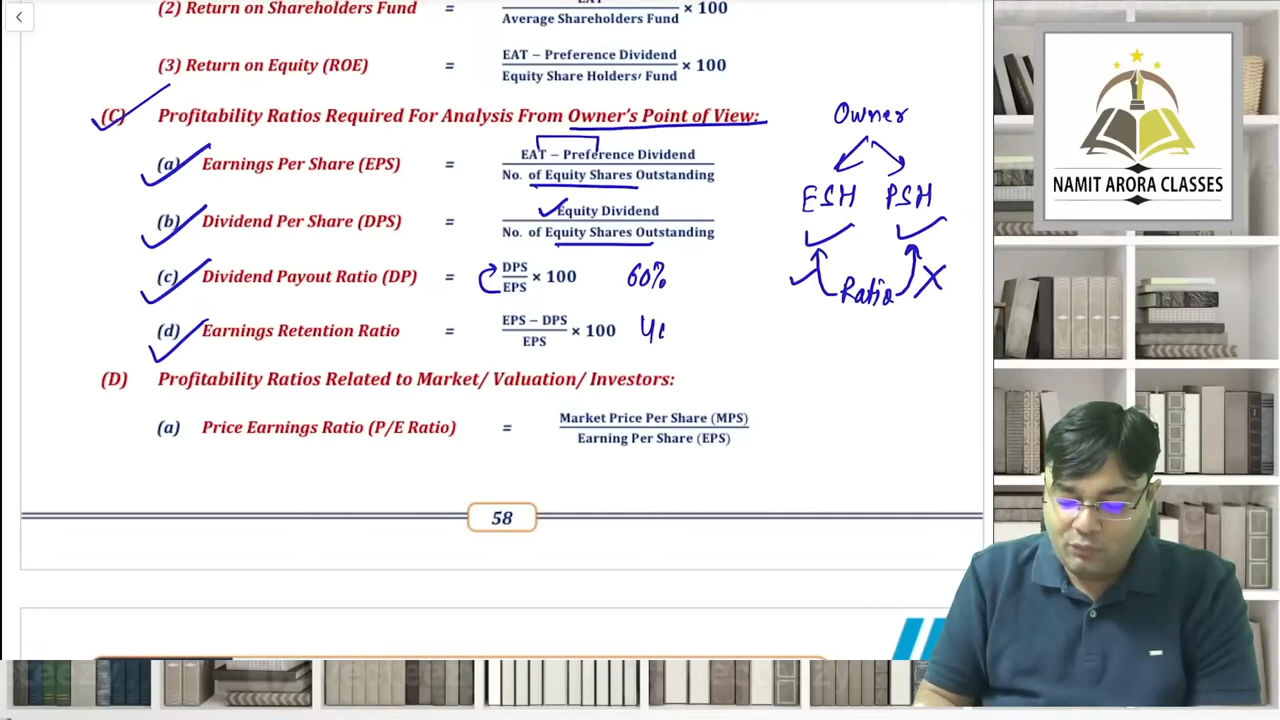 (2) Return on Shareholders Fund = EAT / Average Shareholders Fund × 100
(3) Return on Equity (ROE) = EAT – Preference Dividend / Equity Share Holders' Fund × 100
(C) Profitability Ratios Required For Analysis From Owner's Point of View:
(a) Earnings Per Share (EPS) = EAT – Preference Dividend / No. of Equity Shares Outstanding
(b) Dividend Per Share (DPS) = Equity Dividend / No. of Equity Shares Outstanding
(c) Dividend Payout Ratio (DP) = DPS / EPS × 100 60%
(d) Earnings Retention Ratio = EPS – DPS / EPS × 100 40
(D) Profitability Ratios Related to Market/ Valuation/ Investors:
(a) Price Earnings Ratio (P/E Ratio) = Market Price Per Share (MPS) / Earning Per Share (EPS)
58
Owner
ESH PSH
Ratio
NAMIT ARORA CLASSES